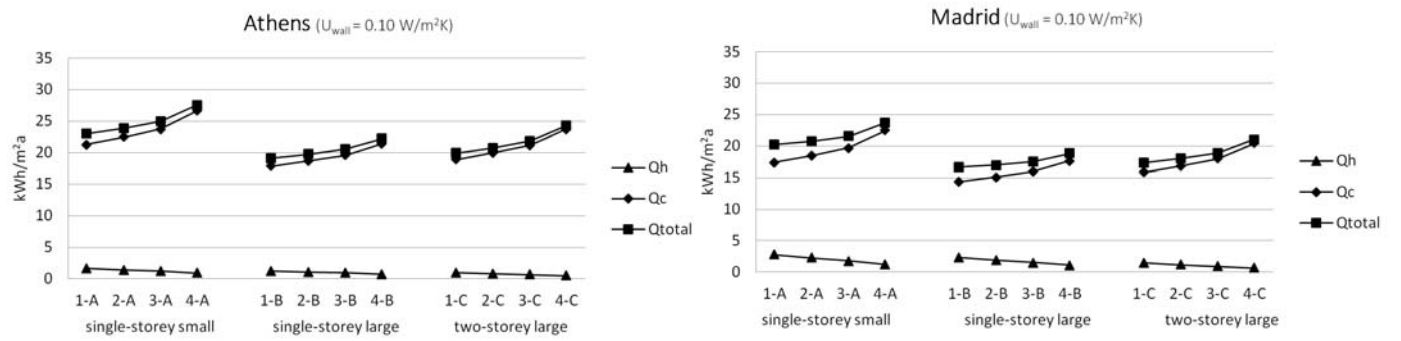 Athens (U_wall = 0.10 W/m²K)
35
30
25
20
15
10
5
0
kWh/m²a
1-A 2-A 3-A 4-A 1-B 2-B 3-B 4-B 1-C 2-C 3-C 4-C
single-storey small single-storey large two-storey large
Qh
Qc
Qtotal
Madrid (U_wall = 0.10 W/m²K)
35
30
25
20
15
10
5
0
kWh/m²a
1-A 2-A 3-A 4-A 1-B 2-B 3-B 4-B 1-C 2-C 3-C 4-C
single-storey small single-storey large two-storey large
Qh
Qc
Qtotal